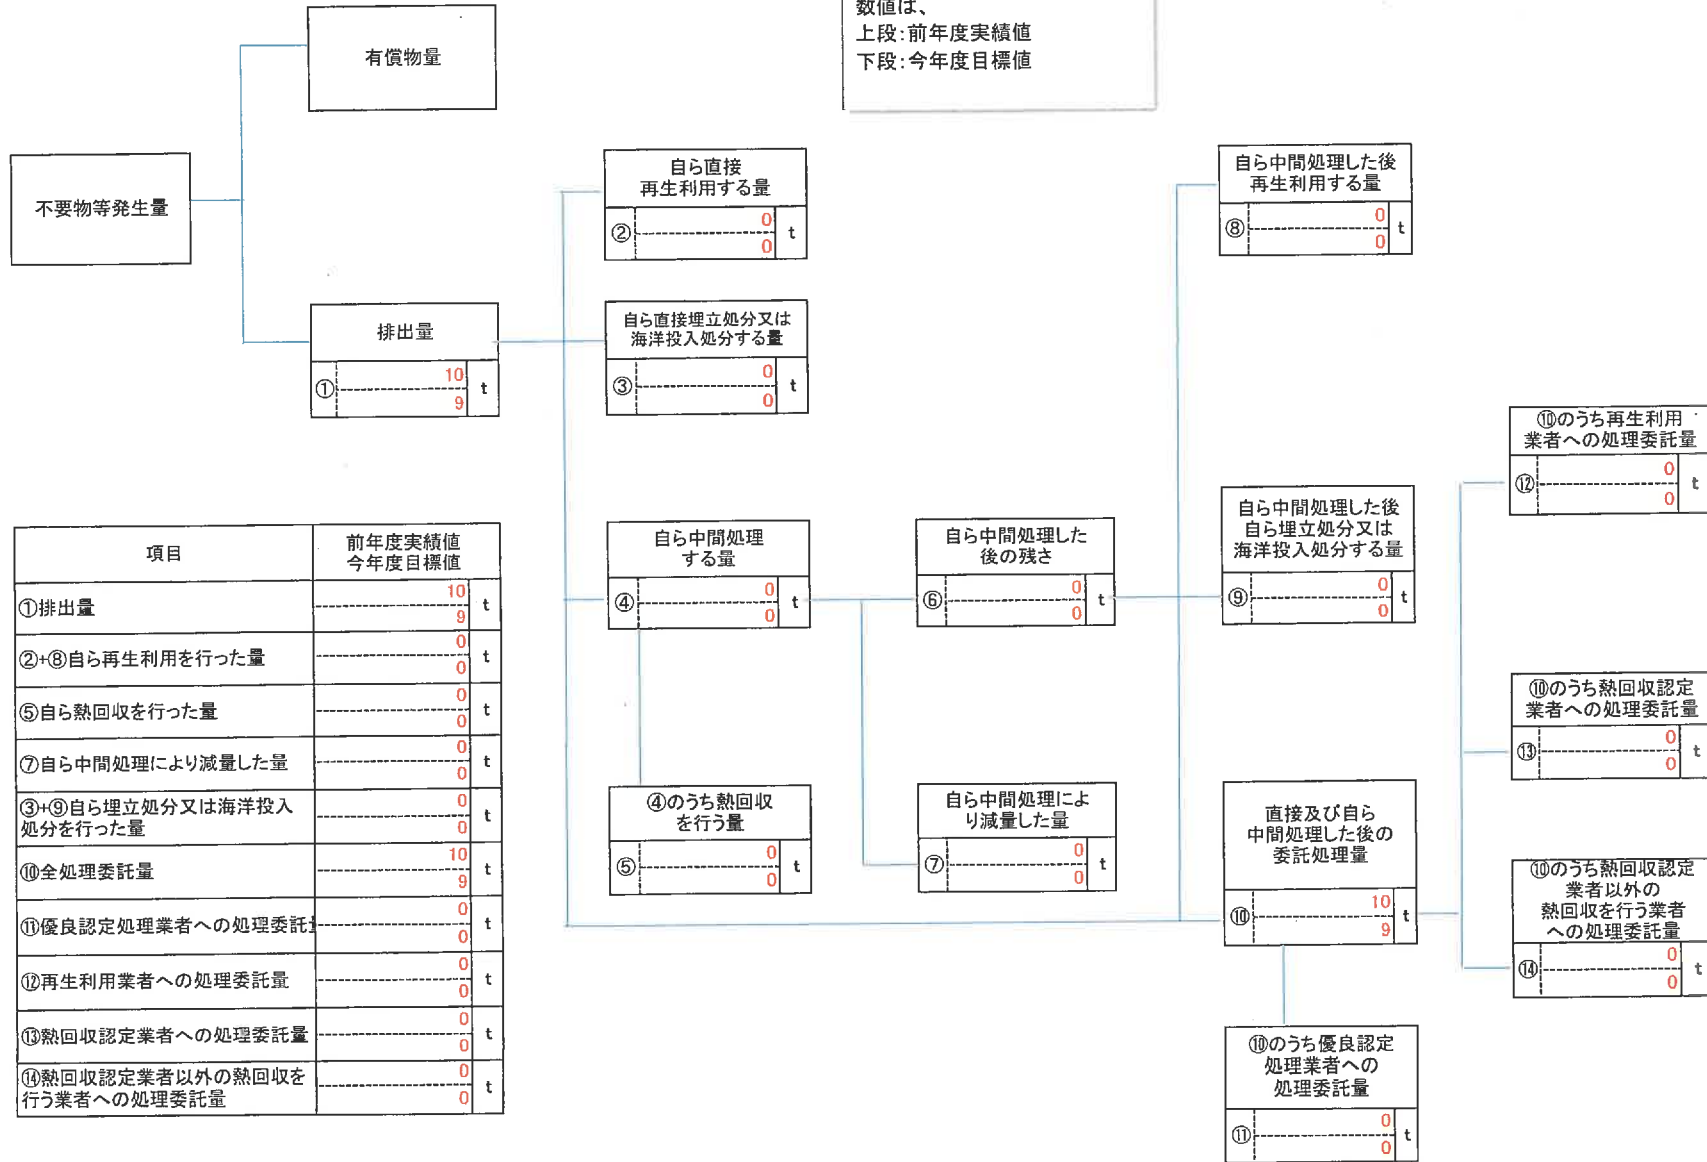 数値は、
上段:前年度実績値
下段:今年度目標値
有償物量
不要物等発生量
排出量
①
10
9
t
自ら直接
再生利用する量
②
0
0
t
自ら直接埋立処分又は
海洋投入処分する量
③
0
0
t
自ら中間処理
する量
④
0
0
t
④のうち熱回収
を行う量
⑤
0
0
t
自ら中間処理した
後の残さ
⑥
0
0
t
自ら中間処理によ
り減量した量
⑦
0
0
t
自ら中間処理した後
再生利用する量
⑧
0
0
t
自ら中間処理した後
自ら埋立処分又は
海洋投入処分する量
⑨
0
0
t
直接及び自ら
中間処理した後の
委託処理量
⑩
10
9
t
⑩のうち優良認定
処理業者への
処理委託量
⑪
0
0
t
⑩のうち再生利用
業者への処理委託量
⑫
0
0
t
⑩のうち熱回収認定
業者への処理委託量
⑬
0
0
t
⑩のうち熱回収認定
業者以外の
熱回収を行う業者
への処理委託量
⑭
0
0
t
項目
前年度実績値
今年度目標値
①排出量
10
9
t
②+⑧自ら再生利用を行った量
0
0
t
⑤自ら熱回収を行った量
0
0
t
⑦自ら中間処理により減量した量
0
0
t
③+⑨自ら埋立処分又は海洋投入
処分を行った量
0
0
t
⑩全処理委託量
10
9
t
⑪優良認定処理業者への処理委託
0
0
t
⑫再生利用業者への処理委託量
0
0
t
⑬熱回収認定業者への処理委託量
0
0
t
⑭熱回収認定業者以外の熱回収を
行う業者への処理委託量
0
0
t